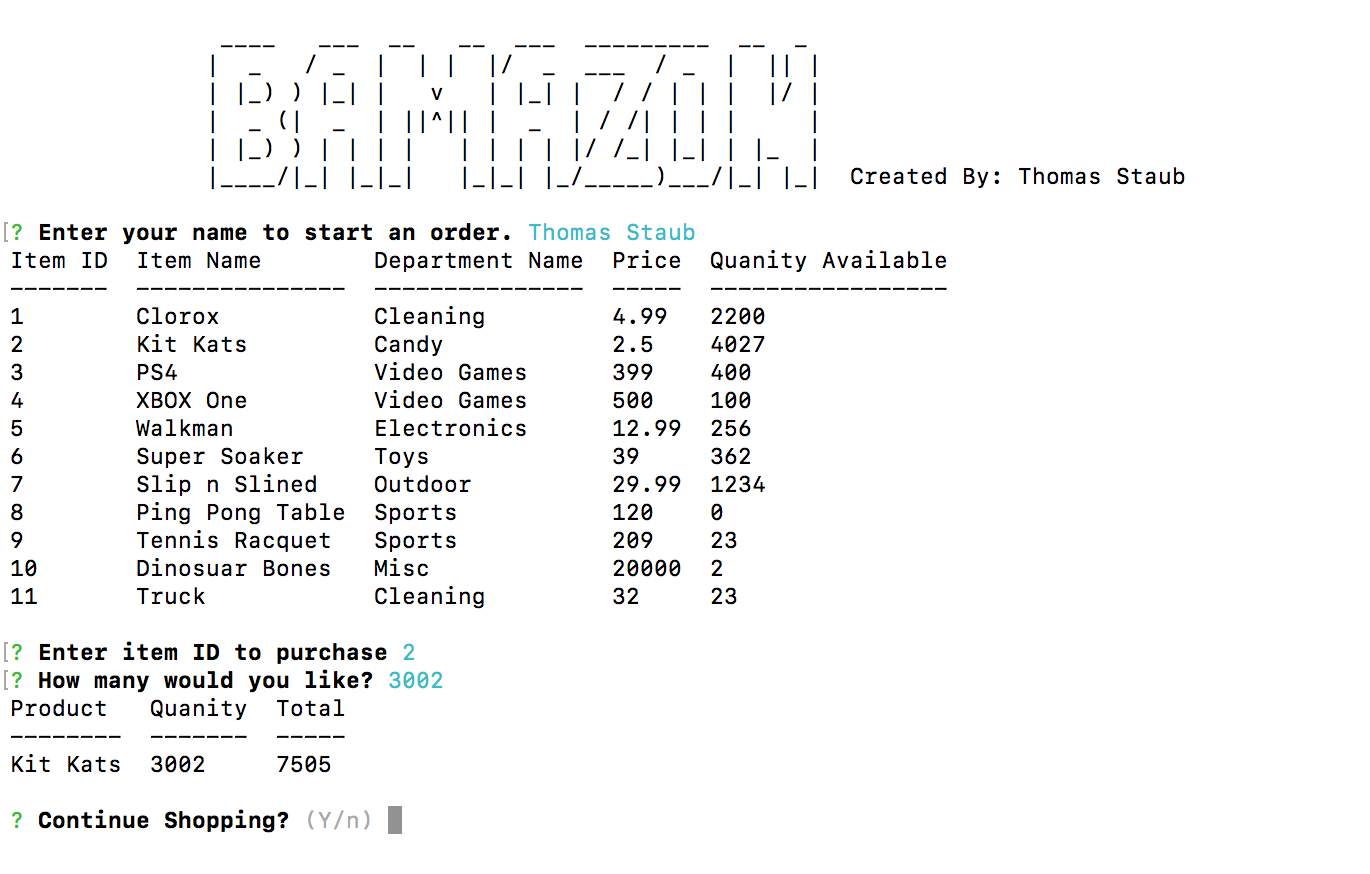 BAMAZON Created By: Thomas Staub
? Enter your name to start an order. Thomas Staub
Item ID  Item Name        Department Name  Price  Quanity Available
-------  ---------------  ---------------  -----  -----------------
1        Clorox           Cleaning         4.99   2200
2        Kit Kats         Candy            2.5    4027
3        PS4              Video Games      399    400
4        XBOX One         Video Games      500    100
5        Walkman          Electronics      12.99  256
6        Super Soaker     Toys             39     362
7        Slip n Slined    Outdoor          29.99  1234
8        Ping Pong Table  Sports           120    0
9        Tennis Racquet   Sports           209    23
10       Dinosuar Bones   Misc             20000  2
11       Truck            Cleaning         32     23
? Enter item ID to purchase 2
? How many would you like? 3002
Product   Quanity  Total
--------  -------  -----
Kit Kats  3002     7505
? Continue Shopping? (Y/n)